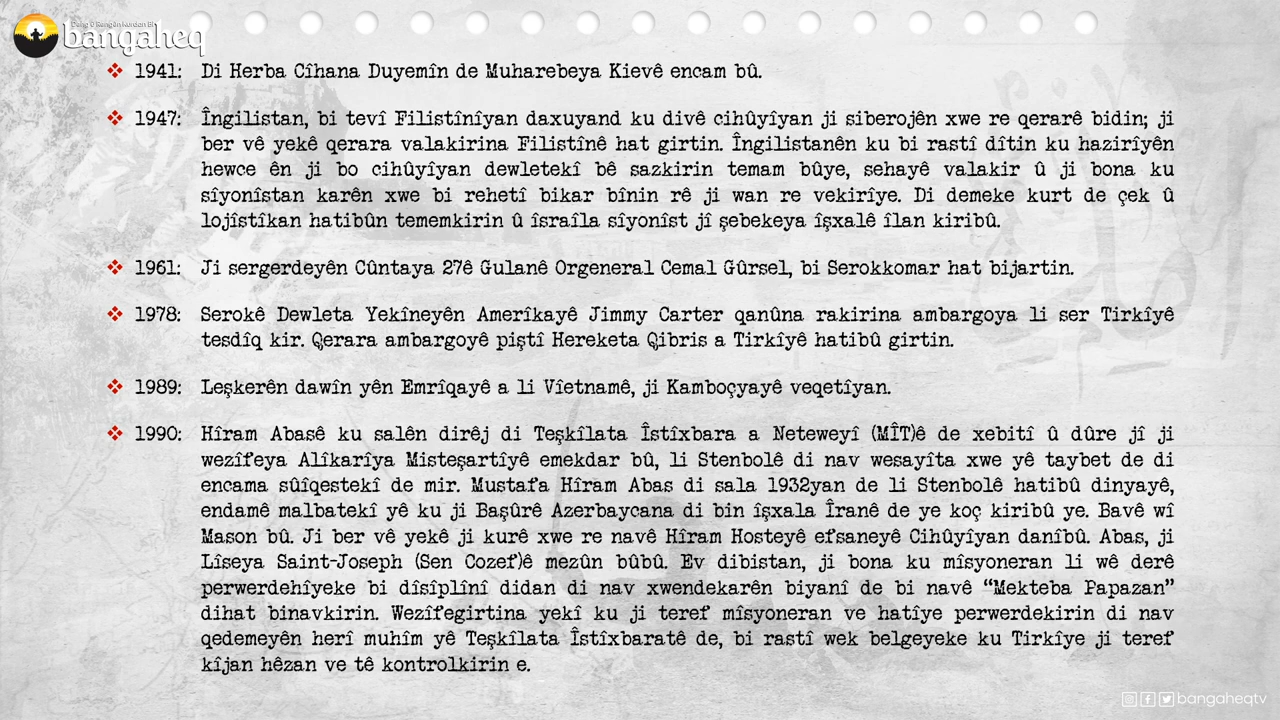 Deng û Rengên Kurdan Bi
bangaheq
❖ 1941: Di Herba Cîhana Duyemîn de Muharebeya Kievê encam bû.
❖ 1947: Îngilistan, bi tevî Filistînîyan daxuyand ku divê cihûyîyan ji siberojên xwe re qerarê bidin; ji
ber vê yekê qerara valakirina Filistînê hat girtin. Îngilistanên ku bi rastî dîtin ku hazirîyên
hewce ên ji bo cihûyîyan dewletekî bê sazkirin temam bûye, sehayê valakir û ji bona ku
sîyonîstan karên xwe bi rehetî bikar bînin rê ji wan re vekirîye. Di demeke kurt de çek û
lojîstîkan hatibûn tememkirin û îsraîla sîyonîst jî şebekeya îşxalê îlan kiribû.
❖ 1961: Ji sergerdeyên Cûntaya 27ê Gulanê Orgeneral Cemal Gûrsel, bi Serokkomar hat bijartin.
❖ 1978: Serokê Dewleta Yekîneyên Amerîkayê Jimmy Carter qanûna rakirina ambargoya li ser Tirkîyê
tesdîq kir. Qerara ambargoyê piştî Hereketa Qibris a Tirkîyê hatibû girtin.
❖ 1989: Leşkerên dawîn yên Emrîqayê a li Vîetnamê, ji Kamboçyayê veqetîyan.
❖ 1990: Hîram Abasê ku salên dirêj di Teşkîlata Îstîxbara a Neteweyî (MÎT)ê de xebitî û dûre jî ji
wezîfeya Alîkarîya Misteşartîyê emekdar bû, li Stenbolê di nav wesayîta xwe yê taybet de di
encama sûîqestekî de mir. Mustafa Hîram Abas di sala 1932yan de li Stenbolê hatibû dinyayê,
endamê malbatekî yê ku ji Başûrê Azerbaycana di bin îşxala Îranê de ye koç kiribû ye. Bavê wî
Mason bû. Ji ber vê yekê ji kurê xwe re navê Hîram Hosteyê efsaneyê Cihûyîyan danîbû. Abas, ji
Lîseya Saint-Joseph (Sen Cozef)ê mezûn bûbû. Ev dibistan, ji bona ku mîsyoneran li wê derê
perwerdehîyeke bi dîsîplînî didan di nav xwendekarên biyanî de bi navê “Mekteba Papazan”
dihat binavkirin. Wezîfegirtina yekî ku ji teref mîsyoneran ve hatîye perwerdekirin di nav
qedemeyên herî muhîm yê Teşkîlata Îstîxbaratê de, bi rastî wek belgeyeke ku Tirkîye ji teref
kîjan hêzan ve tê kontrolkirin e.
bangaheqtv